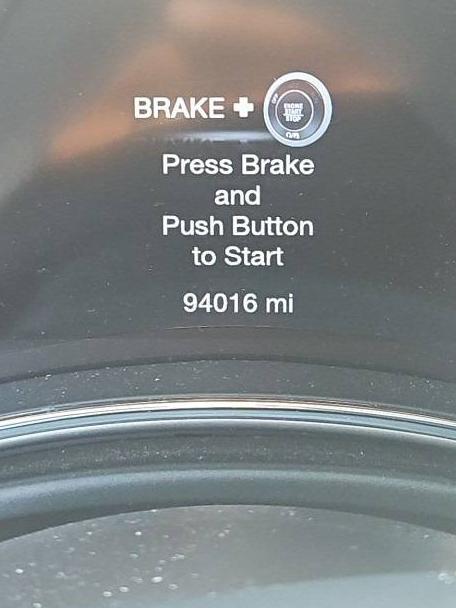 BRAKE + ENGINE START STOP
Press Brake
and
Push Button
to Start
94016 mi